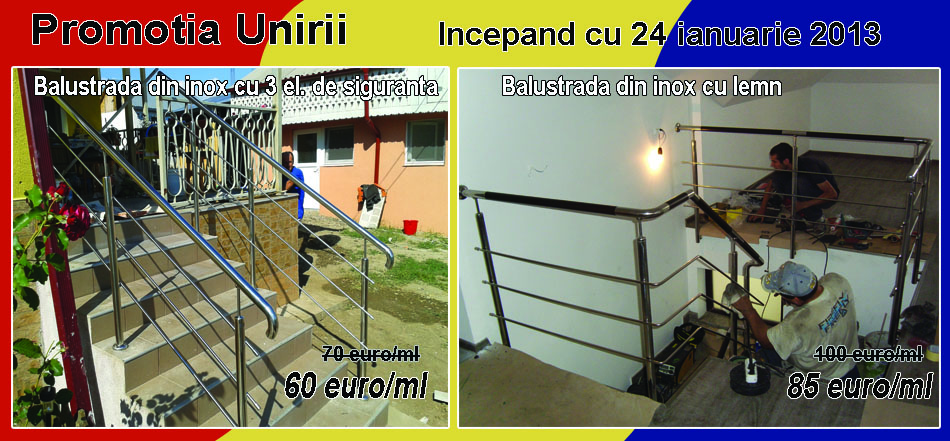 Promotia Unirii
Incepand cu 24 ianuarie 2013
Balustrada din inox cu 3 el. de siguranta
70 euro/ml
60 euro/ml
Balustrada din inox cu lemn
100 euro/ml
85 euro/ml